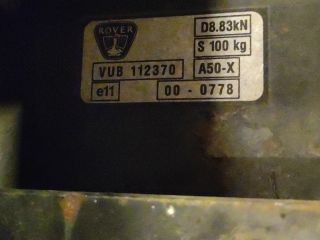 ROVER
D8.83kN
S 100 kg
VUB 112370 A50-X
e11 00 - 0778